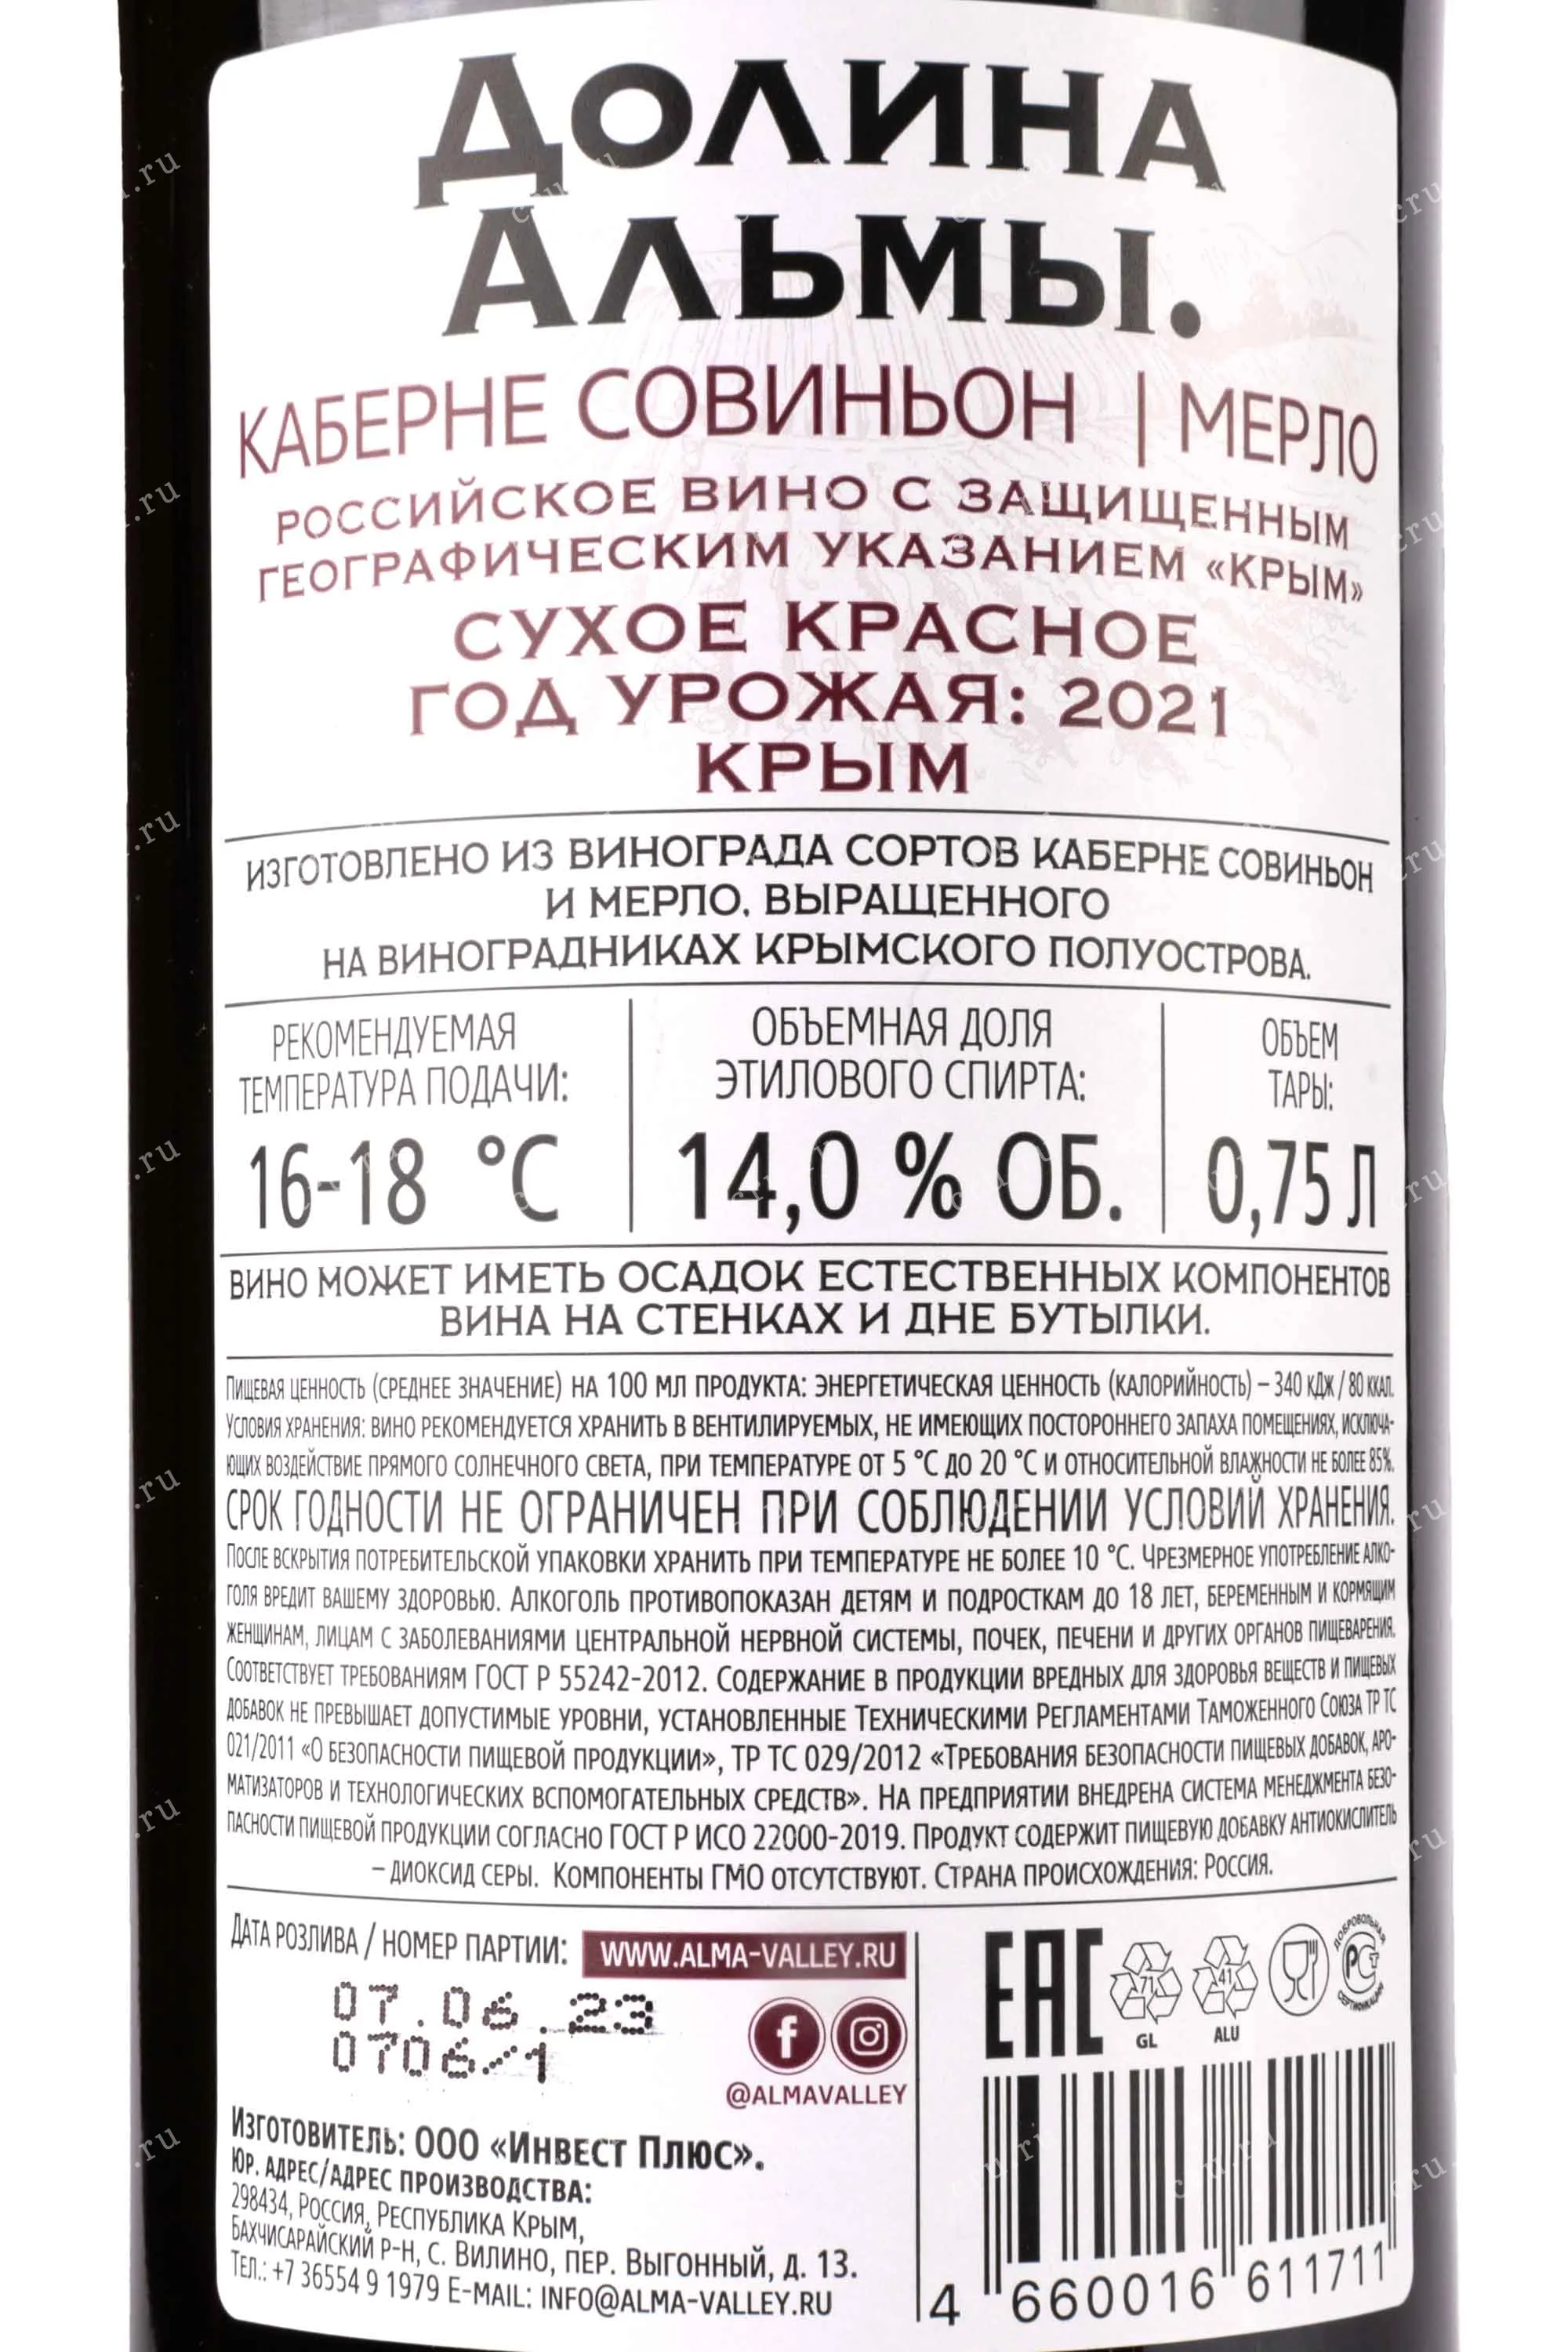 ДОЛИНА
АЛЬМЫ.
КАБЕРНЕ СОВИНЬОН | МЕРЛО
РОССИЙСКОЕ ВИНО С ЗАЩИЩЕННЫМ
ГЕОГРАФИЧЕСКИМ УКАЗАНИЕМ «КРЫМ»
СУХОЕ КРАСНОЕ
ГОД УРОЖАЯ: 2021
КРЫМ
ИЗГОТОВЛЕНО ИЗ ВИНОГРАДА СОРТОВ КАБЕРНЕ СОВИНЬОН
И МЕРЛО, ВЫРАЩЕННОГО
НА ВИНОГРАДНИКАХ КРЫМСКОГО ПОЛУОСТРОВА.
РЕКОМЕНДУЕМАЯ
ТЕМПЕРАТУРА ПОДАЧИ:
16-18 °C
ОБЪЕМНАЯ ДОЛЯ
ЭТИЛОВОГО СПИРТА:
14,0 % ОБ.
ОБЪЕМ
ТАРЫ:
0,75 Л
ВИНО МОЖЕТ ИМЕТЬ ОСАДОК ЕСТЕСТВЕННЫХ КОМПОНЕНТОВ
ВИНА НА СТЕНКАХ И ДНЕ БУТЫЛКИ.
ПИЩЕВАЯ ЦЕННОСТЬ (СРЕДНЕЕ ЗНАЧЕНИЕ) НА 100 МЛ ПРОДУКТА: ЭНЕРГЕТИЧЕСКАЯ ЦЕННОСТЬ (КАЛОРИЙНОСТЬ) – 340 КДЖ / 80 ККАЛ.
УСЛОВИЯ ХРАНЕНИЯ: ВИНО РЕКОМЕНДУЕТСЯ ХРАНИТЬ В ВЕНТИЛИРУЕМЫХ, НЕ ИМЕЮЩИХ ПОСТОРОННЕГО ЗАПАХА ПОМЕЩЕНИЯХ, ИСКЛЮЧА-
ЮЩИХ ВОЗДЕЙСТВИЕ ПРЯМОГО СОЛНЕЧНОГО СВЕТА, ПРИ ТЕМПЕРАТУРЕ ОТ 5 °C ДО 20 °C И ОТНОСИТЕЛЬНОЙ ВЛАЖНОСТИ НЕ БОЛЕЕ 85%.
СРОК ГОДНОСТИ НЕ ОГРАНИЧЕН ПРИ СОБЛЮДЕНИИ УСЛОВИЙ ХРАНЕНИЯ.
ПОСЛЕ ВСКРЫТИЯ ПОТРЕБИТЕЛЬСКОЙ УПАКОВКИ ХРАНИТЬ ПРИ ТЕМПЕРАТУРЕ НЕ БОЛЕЕ 10 °C. ЧРЕЗМЕРНОЕ УПОТРЕБЛЕНИЕ АЛКО-
ГОЛЯ ВРЕДИТ ВАШЕМУ ЗДОРОВЬЮ. АЛКОГОЛЬ ПРОТИВОПОКАЗАН ДЕТЯМ И ПОДРОСТКАМ ДО 18 ЛЕТ, БЕРЕМЕННЫМ И КОРМЯЩИМ
ЖЕНЩИНАМ, ЛИЦАМ С ЗАБОЛЕВАНИЯМИ ЦЕНТРАЛЬНОЙ НЕРВНОЙ СИСТЕМЫ, ПОЧЕК, ПЕЧЕНИ И ДРУГИХ ОРГАНОВ ПИЩЕВАРЕНИЯ.
СООТВЕТСТВУЕТ ТРЕБОВАНИЯМ ГОСТ Р 55242-2012. СОДЕРЖАНИЕ В ПРОДУКЦИИ ВРЕДНЫХ ДЛЯ ЗДОРОВЬЯ ВЕЩЕСТВ И ПИЩЕВЫХ
ДОБАВОК НЕ ПРЕВЫШАЕТ ДОПУСТИМЫЕ УРОВНИ, УСТАНОВЛЕННЫЕ ТЕХНИЧЕСКИМИ РЕГЛАМЕНТАМИ ТАМОЖЕННОГО СОЮЗА ТР ТС
021/2011 «О БЕЗОПАСНОСТИ ПИЩЕВОЙ ПРОДУКЦИИ», ТР ТС 029/2012 «ТРЕБОВАНИЯ БЕЗОПАСНОСТИ ПИЩЕВЫХ ДОБАВОК, АРО-
МАТИЗАТОРОВ И ТЕХНОЛОГИЧЕСКИХ ВСПОМОГАТЕЛЬНЫХ СРЕДСТВ». НА ПРЕДПРИЯТИИ ВНЕДРЕНА СИСТЕМА МЕНЕДЖМЕНТА БЕЗО-
ПАСНОСТИ ПИЩЕВОЙ ПРОДУКЦИИ СОГЛАСНО ГОСТ Р ИСО 22000-2019. ПРОДУКТ СОДЕРЖИТ ПИЩЕВУЮ ДОБАВКУ АНТИОКИСЛИТЕЛЬ
– ДИОКСИД СЕРЫ. КОМПОНЕНТЫ ГМО ОТСУТСТВУЮТ. СТРАНА ПРОИСХОЖДЕНИЯ: РОССИЯ.
ДАТА РОЗЛИВА / НОМЕР ПАРТИИ:
07.06.23
0706/1
WWW.ALMA-VALLEY.RU
@ALMAVALLEY
ИЗГОТОВИТЕЛЬ: ООО «ИНВЕСТ ПЛЮС».
ЮР. АДРЕС/АДРЕС ПРОИЗВОДСТВА:
298434, РОССИЯ, РЕСПУБЛИКА КРЫМ,
БАХЧИСАРАЙСКИЙ Р-Н, С. ВИЛИНО, ПЕР. ВЫГОННЫЙ, Д. 13.
ТЕЛ.: +7 36554 9 1979 E-MAIL: INFO@ALMA-VALLEY.RU
EAC
71
GL
41
ALU
ДОБРОВОЛЬНАЯ
РСТ
СЕРТИФИКАЦИЯ
4 660016 611711
cru.ru